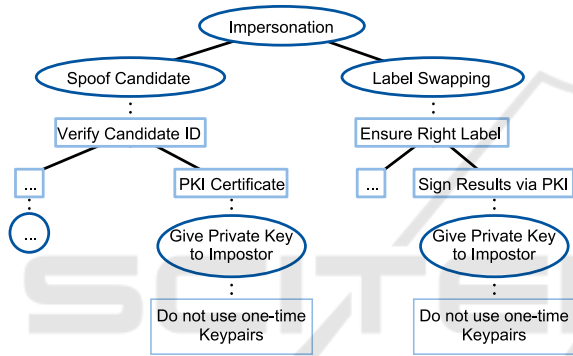 Impersonation
Spoof Candidate
Label Swapping
Verify Candidate ID
Ensure Right Label
...
PKI Certificate
...
Sign Results via PKI
...
Give Private Key
to Impostor
Give Private Key
to Impostor
Do not use one-time
Keypairs
Do not use one-time
Keypairs
SCITE